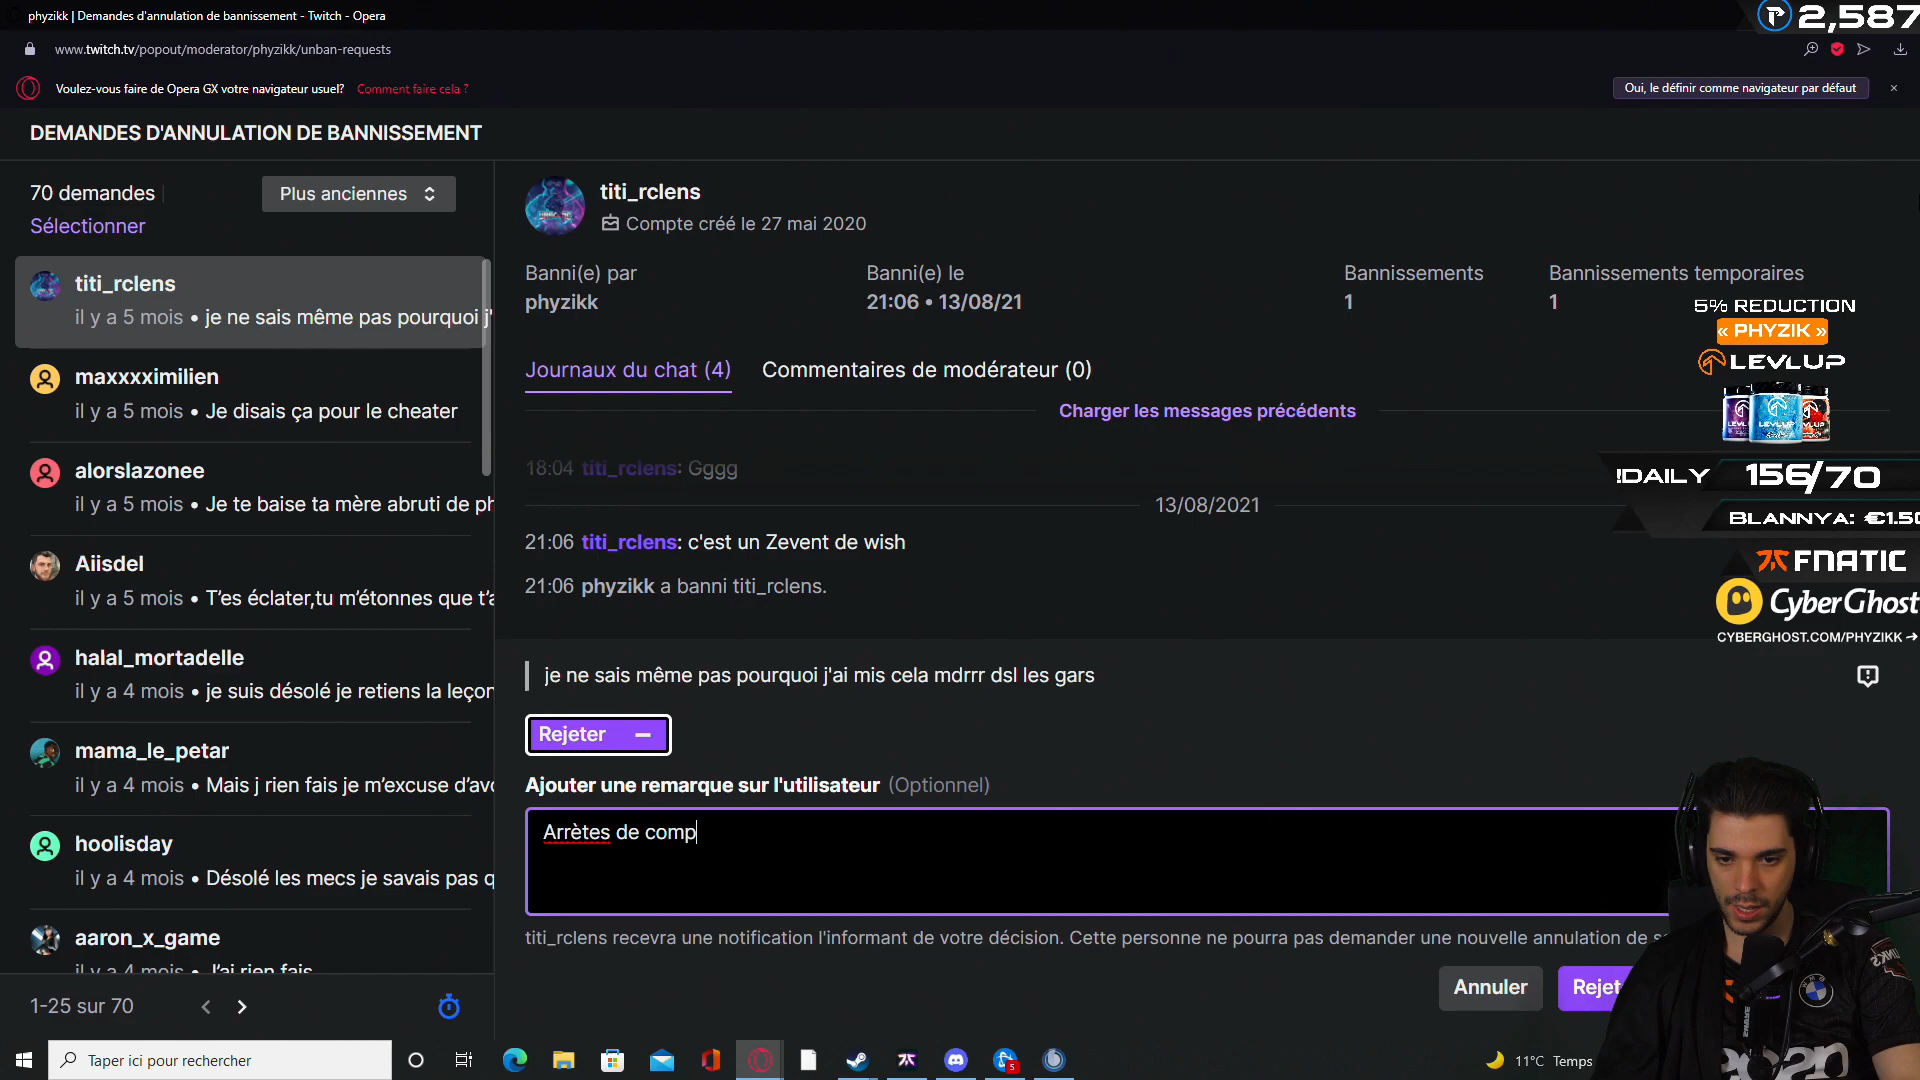 phyzikk | Demandes d'annulation de bannissement - Twitch - Opera
2,587
www.twitch.tv/popout/moderator/phyzikk/unban-requests
Voulez-vous faire de Opera GX votre navigateur usuel? Comment faire cela ?
Oui, le définir comme navigateur par défaut
DEMANDES D'ANNULATION DE BANNISSEMENT
70 demandes
Plus anciennes
Sélectionner
titi_rclens
il y a 5 mois • je ne sais même pas pourquoi j'
maxxxximilien
il y a 5 mois • Je disais ça pour le cheater
alorslazonee
il y a 5 mois • Je te baise ta mère abruti de ph
Aiisdel
il y a 5 mois • T'es éclater,tu m'étonnes que t'a
halal_mortadelle
il y a 4 mois • je suis désolé je retiens la leçon
mama_le_petar
il y a 4 mois • Mais j rien fais je m'excuse d'avo
hoolisday
il y a 4 mois • Désolé les mecs je savais pas q
aaron_x_game
il y a 4 mois • J'ai rien fais
1-25 sur 70
titi_rclens
Compte créé le 27 mai 2020
Banni(e) par
phyzikk
Banni(e) le
21:06 • 13/08/21
Bannissements
1
Bannissements temporaires
1
Journaux du chat (4)
Commentaires de modérateur (0)
Charger les messages précédents
18:04 titi_rclens: Gggg
13/08/2021
21:06 titi_rclens: c'est un Zevent de wish
21:06 phyzikk a banni titi_rclens.
je ne sais même pas pourquoi j'ai mis cela mdrrr dsl les gars
Rejeter
Ajouter une remarque sur l'utilisateur (Optionnel)
Arrètes de comp
titi_rclens recevra une notification l'informant de votre décision. Cette personne ne pourra pas demander une nouvelle annulation de s
Annuler
Rejet
5% REDUCTION
« PHYZIK »
LEVLUP
!DAILY 156/70
BLANNYA: €1.50
FNATIC
CyberGhost
CYBERGHOST.COM/PHYZIKK →
Taper ici pour rechercher
5
11°C Temps